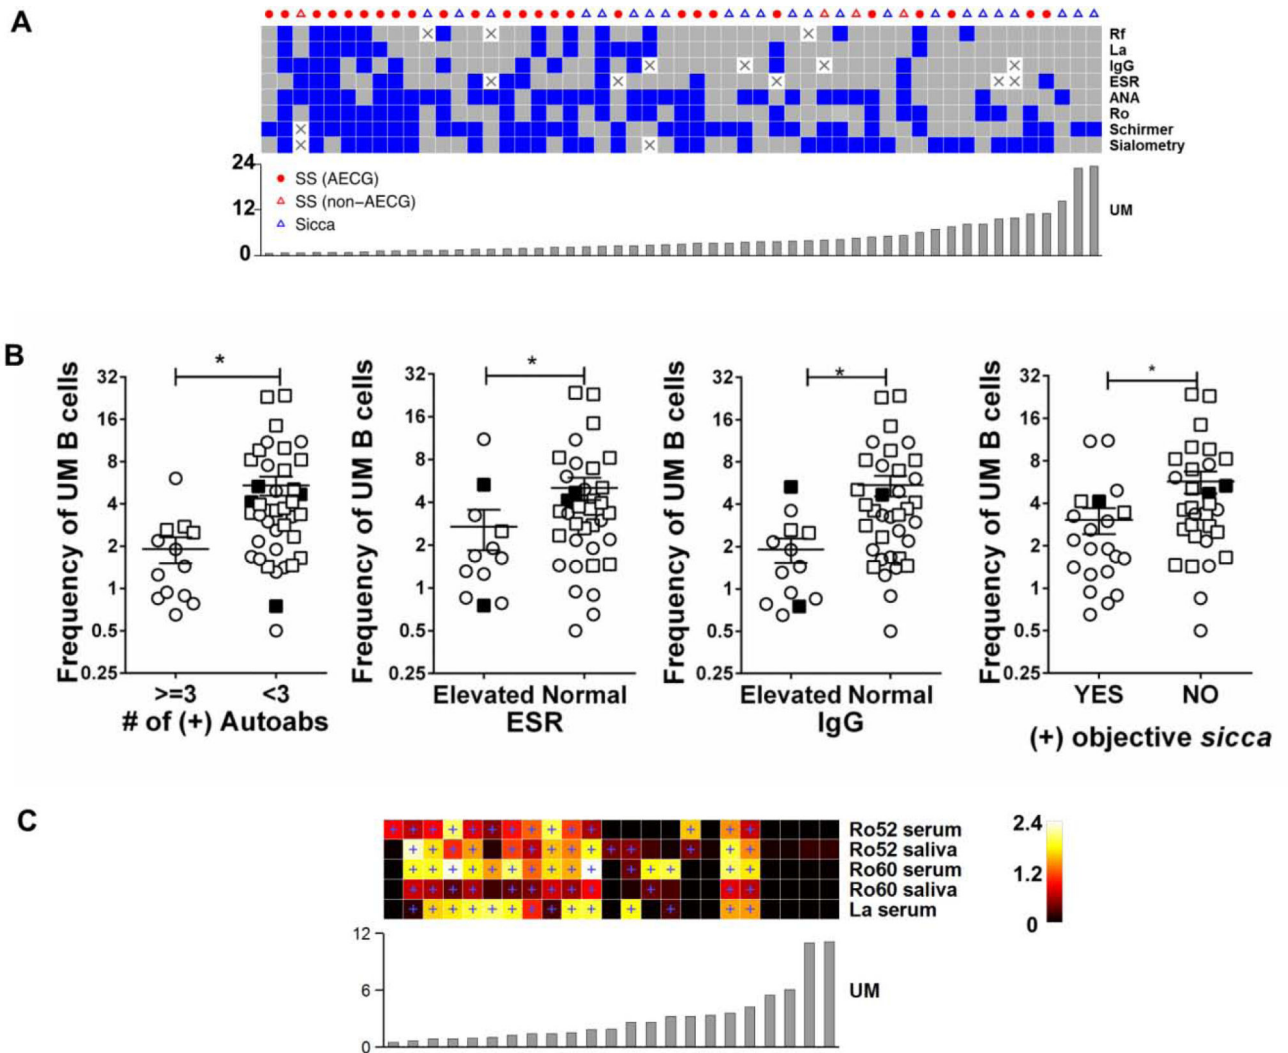 A
Rf
La
IgG
ESR
ANA
Ro
Schirmer
Sialometry
24
12
0
SS (AECG)
SS (non−AECG)
Sicca
UM
B
Frequency of UM B cells
32
16
8
4
2
1
0.5
0.25
*
>=3 <3
# of (+) Autoabs
Frequency of UM B cells
32
16
8
4
2
1
0.5
0.25
*
Elevated Normal
ESR
Frequency of UM B cells
32
16
8
4
2
1
0.5
0.25
*
Elevated Normal
IgG
Frequency of UM B cells
32
16
8
4
2
1
0.5
0.25
*
YES NO
(+) objective sicca
C
Ro52 serum
Ro52 saliva
Ro60 serum
Ro60 saliva
La serum
2.4
1.2
0
12
6
0
UM